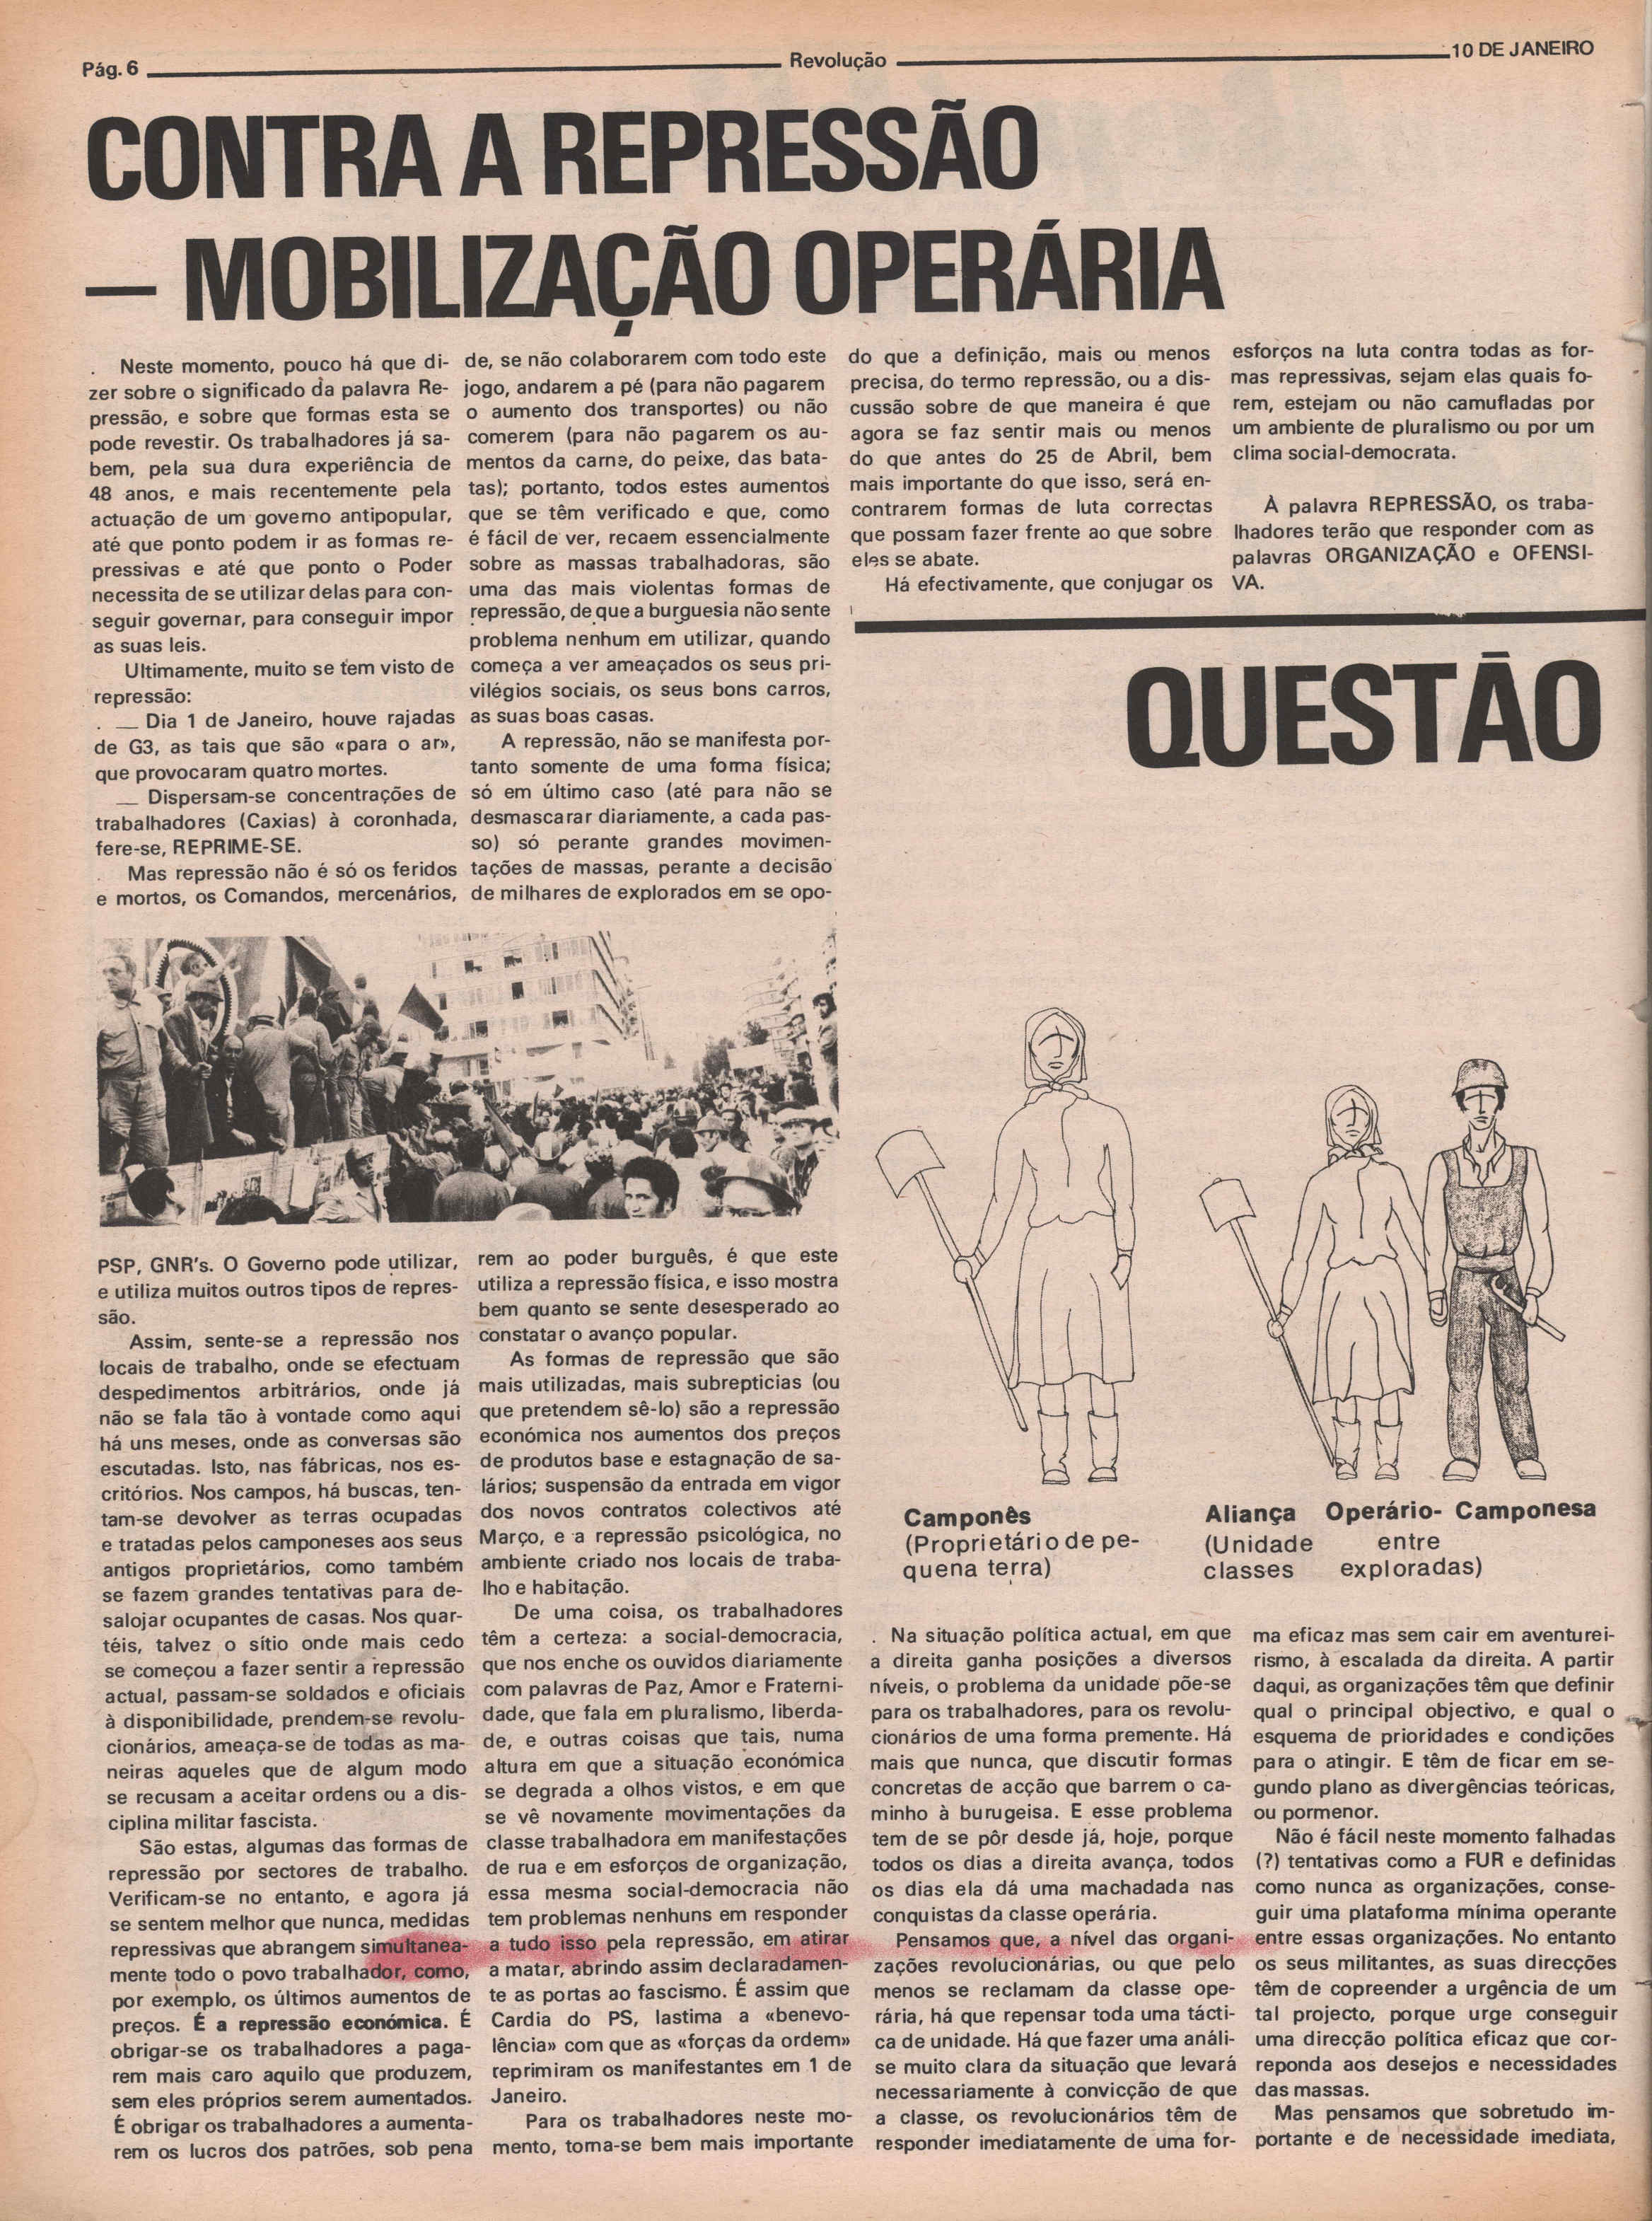 Pág. 6
Revolução
10 DE JANEIRO
CONTRA A REPRESSÃO
— MOBILIZAÇÃO OPERÁRIA
Neste momento, pouco há que di-
zer sobre o significado da palavra Re-
pressão, e sobre que formas esta se
pode revestir. Os trabalhadores já sa-
bem, pela sua dura experiência de
48 anos, e mais recentemente pela
actuação de um governo antipopular,
até que ponto podem ir as formas re-
pressivas e até que ponto o Poder
necessita de se utilizar delas para con-
seguir governar, para conseguir impor
as suas leis.
Ultimamente, muito se tem visto de
repressão:
— Dia 1 de Janeiro, houve rajadas
de G3, as tais que são «para o ar»,
que provocaram quatro mortes.
— Dispersam-se concentrações de
trabalhadores (Caxias) à coronhada,
fere-se, REPRIME-SE.
Mas repressão não é só os feridos
e mortos, os Comandos, mercenários,
PSP, GNR's. O Governo pode utilizar,
e utiliza muitos outros tipos de repres-
são.
Assim, sente-se a repressão nos
locais de trabalho, onde se efectuam
despedimentos arbitrários, onde já
não se fala tão à vontade como aqui
há uns meses, onde as conversas são
escutadas. Isto, nas fábricas, nos es-
critórios. Nos campos, há buscas, ten-
tam-se devolver as terras ocupadas
e tratadas pelos camponeses aos seus
antigos proprietários, como também
se fazem grandes tentativas para de-
salojar ocupantes de casas. Nos quar-
téis, talvez o sítio onde mais cedo
se começou a fazer sentir a repressão
actual, passam-se soldados e oficiais
à disponibilidade, prendem-se revolu-
cionários, ameaça-se de todas as ma-
neiras aqueles que de algum modo
se recusam a aceitar ordens ou a dis-
ciplina militar fascista.
São estas, algumas das formas de
repressão por sectores de trabalho.
Verificam-se no entanto, e agora já
se sentem melhor que nunca, medidas
repressivas que abrangem simultanea-
mente todo o povo trabalhador, como,
por exemplo, os últimos aumentos de
preços. É a repressão económica. É
obrigar-se os trabalhadores a paga-
rem mais caro aquilo que produzem,
sem eles próprios serem aumentados.
É obrigar os trabalhadores a aumenta-
rem os lucros dos patrões, sob pena
de, se não colaborarem com todo este
jogo, andarem a pé (para não pagarem
o aumento dos transportes) ou não
comerem (para não pagarem os au-
mentos da carne, do peixe, das bata-
tas); portanto, todos estes aumentos
que se têm verificado e que, como
é fácil de ver, recaem essencialmente
sobre as massas trabalhadoras, são
uma das mais violentas formas de
repressão, de que a burguesia não sente
problema nenhum em utilizar, quando
começa a ver ameaçados os seus pri-
vilégios sociais, os seus bons carros,
as suas boas casas.
A repressão, não se manifesta por-
tanto somente de uma forma física;
só em último caso (até para não se
desmascarar diariamente, a cada pas-
so) só perante grandes movimen-
tações de massas, perante a decisão
de milhares de explorados em se opo-
rem ao poder burguês, é que este
utiliza a repressão física, e isso mostra
bem quanto se sente desesperado ao
constatar o avanço popular.
As formas de repressão que são
mais utilizadas, mais subrepticias (ou
que pretendem sê-lo) são a repressão
económica nos aumentos dos preços
de produtos base e estagnação de sa-
lários; suspensão da entrada em vigor
dos novos contratos colectivos até
Março, e a repressão psicológica, no
ambiente criado nos locais de traba-
lho e habitação.
De uma coisa, os trabalhadores
têm a certeza: a social-democracia,
que nos enche os ouvidos diariamente
com palavras de Paz, Amor e Fraterni-
dade, que fala em pluralismo, liberda-
de, e outras coisas que tais, numa
altura em que a situação económica
se degrada a olhos vistos, e em que
se vê novamente movimentações da
classe trabalhadora em manifestações
de rua e em esforços de organização,
essa mesma social-democracia não
tem problemas nenhuns em responder
a tudo isso pela repressão, em atirar
a matar, abrindo assim declaradamen-
te as portas ao fascismo. É assim que
Cardia do PS, lastima a «benevo-
lência» com que as «forças da ordem»
reprimiram os manifestantes em 1 de
Janeiro.
Para os trabalhadores neste mo-
mento, torna-se bem mais importante
do que a definição, mais ou menos
precisa, do termo repressão, ou a dis-
cussão sobre de que maneira é que
agora se faz sentir mais ou menos
do que antes do 25 de Abril, bem
mais importante do que isso, será en-
contrarem formas de luta correctas
que possam fazer frente ao que sobre
eles se abate.
Há efectivamente, que conjugar os
esforços na luta contra todas as for-
mas repressivas, sejam elas quais fo-
rem, estejam ou não camufladas por
um ambiente de pluralismo ou por um
clima social-democrata.
À palavra REPRESSÃO, os traba-
lhadores terão que responder com as
palavras ORGANIZAÇÃO e OFENSI-
VA.
QUESTÃO
Camponês
(Proprietário de pe-
quena terra)
Aliança Operário- Camponesa
(Unidade entre
classes exploradas)
Na situação política actual, em que
a direita ganha posições a diversos
níveis, o problema da unidade põe-se
para os trabalhadores, para os revolu-
cionários de uma forma premente. Há
mais que nunca, que discutir formas
concretas de acção que barrem o ca-
minho à burugeisa. E esse problema
tem de se pôr desde já, hoje, porque
todos os dias a direita avança, todos
os dias ela dá uma machadada nas
conquistas da classe operária.
Pensamos que, a nível das organi-
zações revolucionárias, ou que pelo
menos se reclamam da classe ope-
rária, há que repensar toda uma tácti-
ca de unidade. Há que fazer uma análi-
se muito clara da situação que levará
necessariamente à convicção de que
a classe, os revolucionários têm de
responder imediatamente de uma for-
ma eficaz mas sem cair em aventurei-
rismo, à escalada da direita. A partir
daqui, as organizações têm que definir
qual o principal objectivo, e qual o
esquema de prioridades e condições
para o atingir. E têm de ficar em se-
gundo plano as divergências teóricas,
ou pormenor.
Não é fácil neste momento falhadas
(?) tentativas como a FUR e definidas
como nunca as organizações, conse-
guir uma plataforma mínima operante
entre essas organizações. No entanto
os seus militantes, as suas direcções
têm de copreender a urgência de um
tal projecto, porque urge conseguir
uma direcção política eficaz que cor-
reponda aos desejos e necessidades
das massas.
Mas pensamos que sobretudo im-
portante e de necessidade imediata,